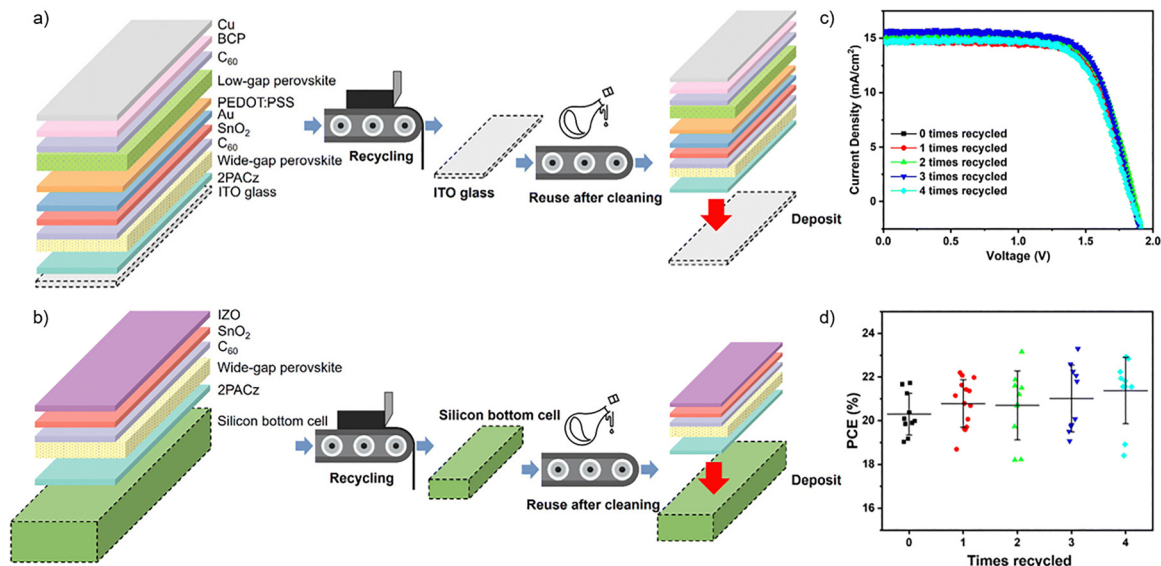 a)
Cu
BCP
C60
Low-gap perovskite
PEDOT:PSS
Au
SnO2
C60
Wide-gap perovskite
2PACz
ITO glass
Recycling
ITO glass
Reuse after cleaning
Deposit
b)
IZO
SnO2
C60
Wide-gap perovskite
2PACz
Silicon bottom cell
Recycling
Silicon bottom cell
Reuse after cleaning
Deposit
c)
Current Density (mA/cm2)
15
10
5
0
0 times recycled
1 times recycled
2 times recycled
3 times recycled
4 times recycled
0.0 0.5 1.0 1.5 2.0
Voltage (V)
d)
PCE (%)
24
22
20
18
16
0 1 2 3 4
Times recycled